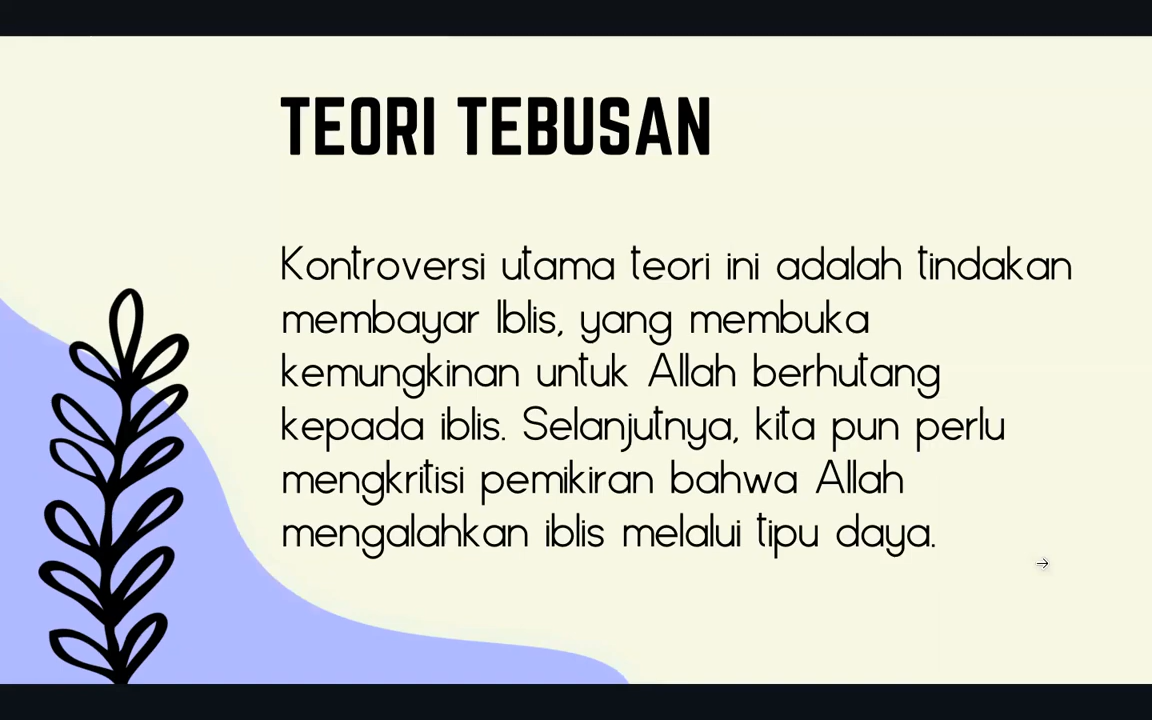 TEORI TEBUSAN
Kontroversi utama teori ini adalah tindakan
membayar Iblis, yang membuka
kemungkinan untuk Allah berhutang
kepada iblis. Selanjutnya, kita pun perlu
mengkritisi pemikiran bahwa Allah
mengalahkan iblis melalui tipu daya.